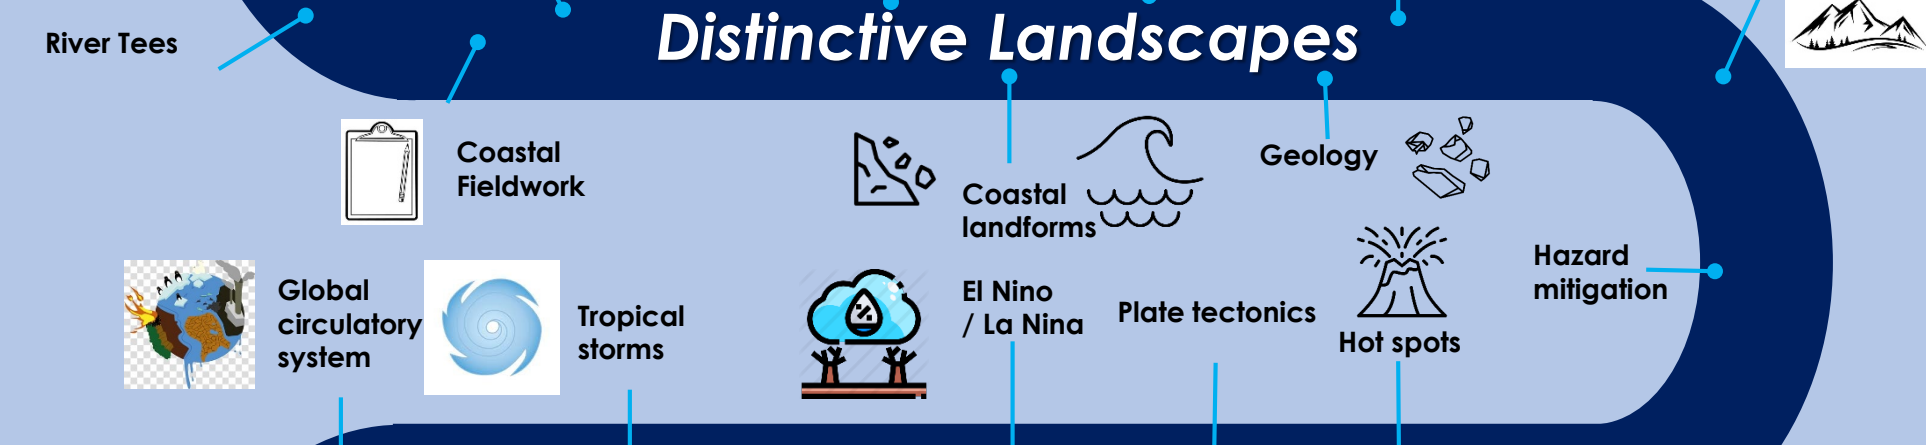 Distinctive Landscapes
River Tees
Coastal
Fieldwork
Coastal
landforms
Geology
Global
circulatory
system
Tropical
storms
El Nino
/ La Nina
Plate tectonics
Hot spots
Hazard
mitigation